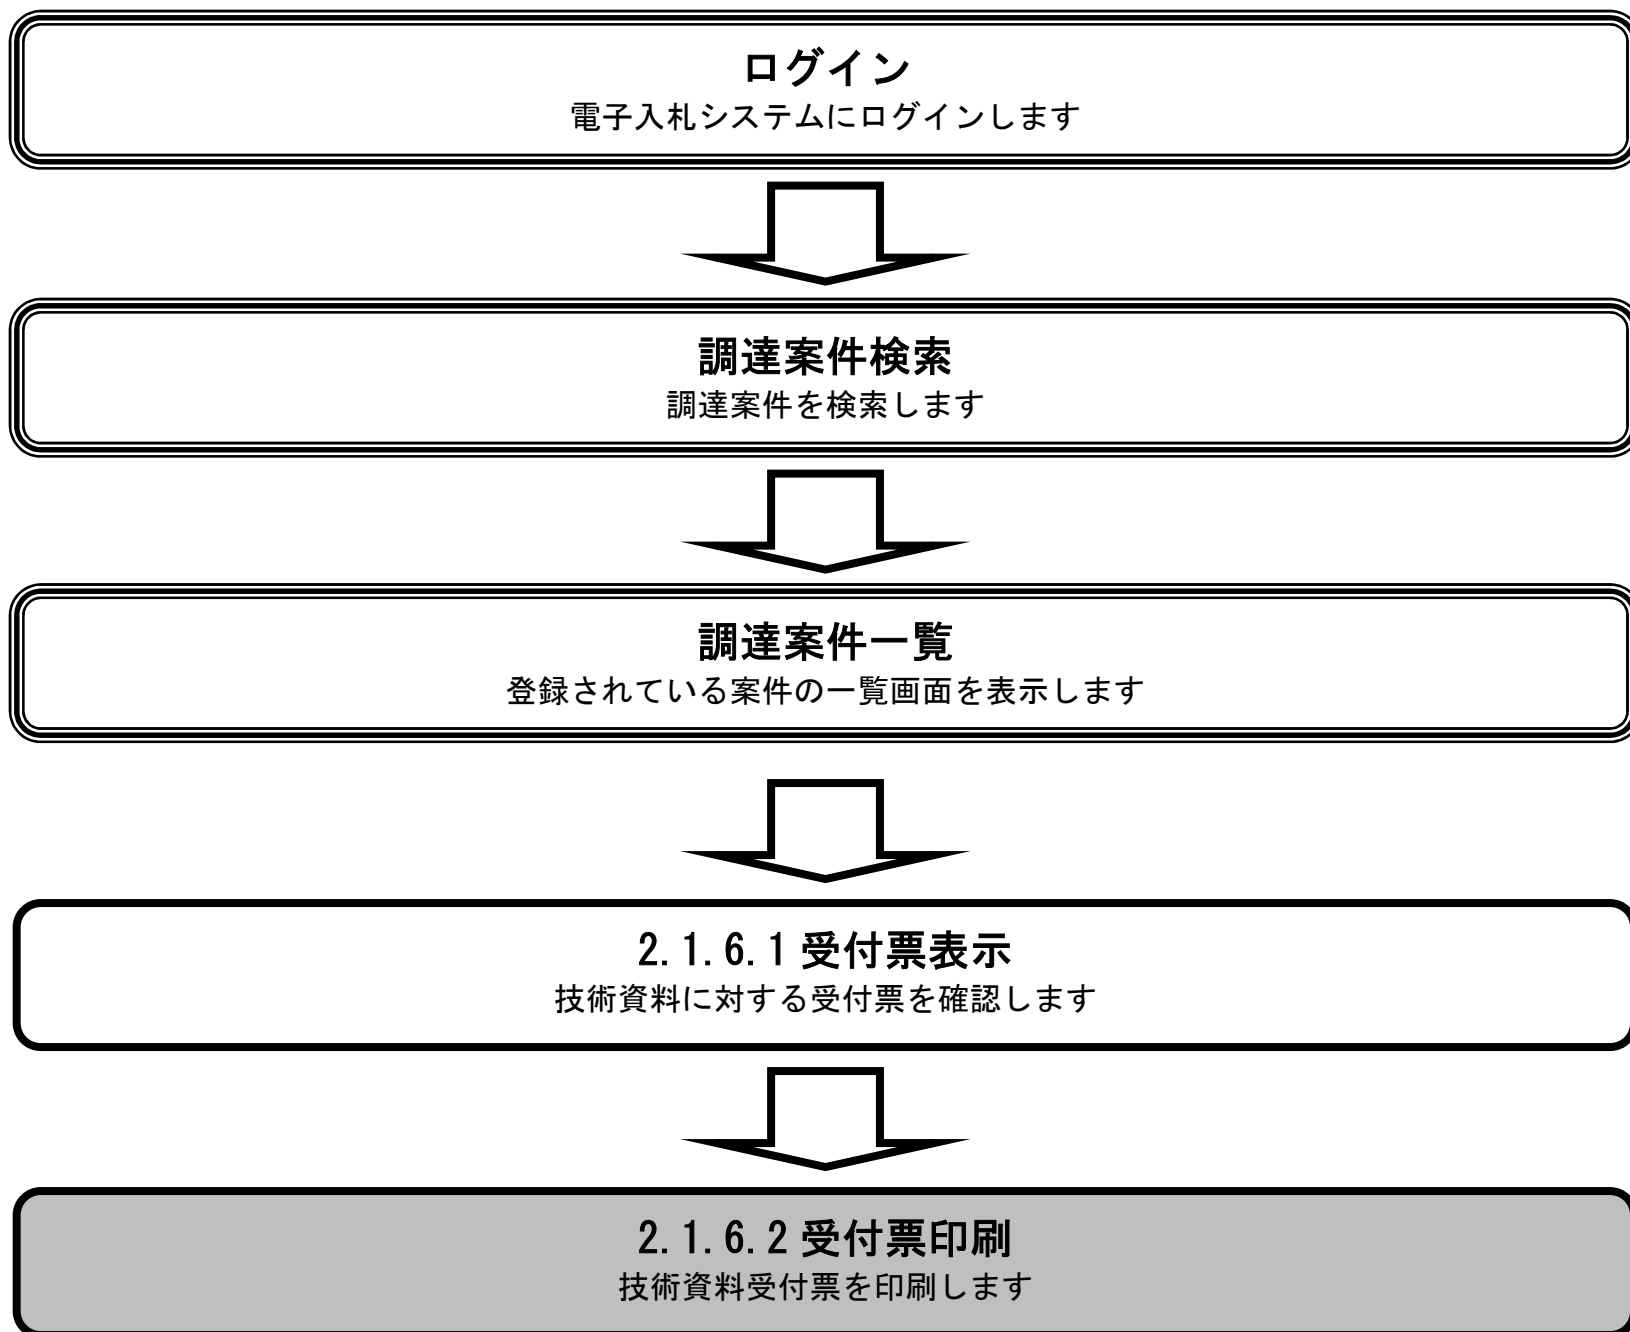 ログイン
電子入札システムにログインします
調達案件検索
調達案件を検索します
調達案件一覧
登録されている案件の一覧画面を表示します
2.1.6.1 受付票表示
技術資料に対する受付票を確認します
2.1.6.2 受付票印刷
技術資料受付票を印刷します